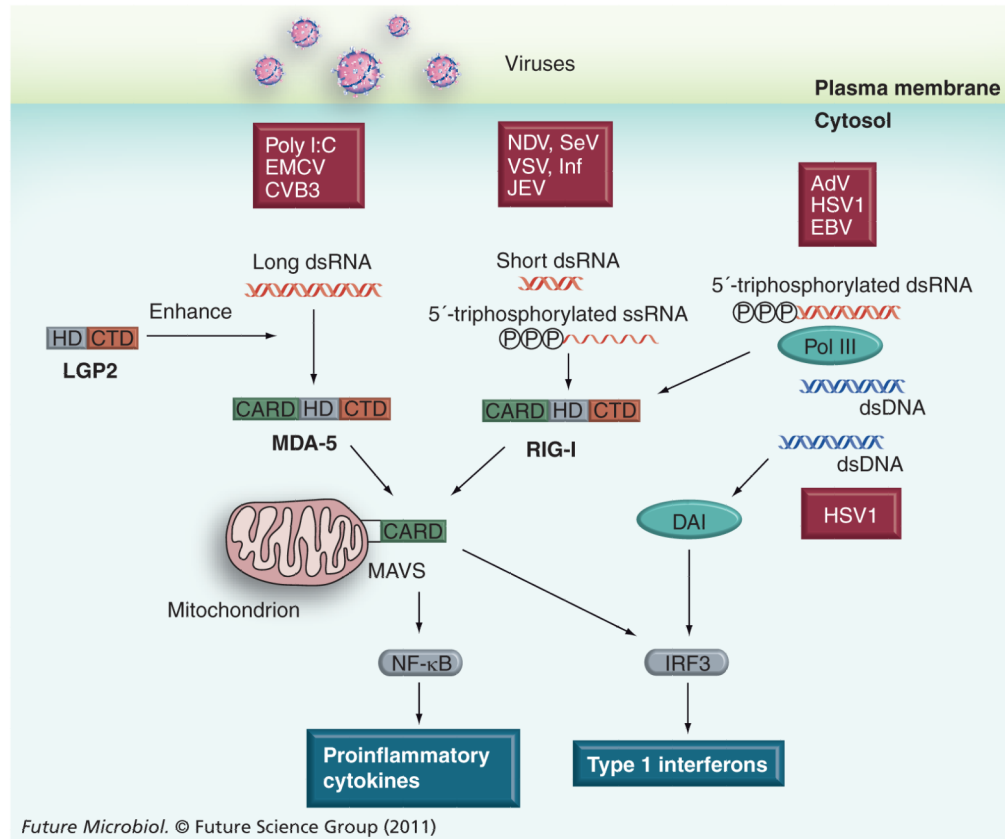 Viruses
Plasma membrane
Cytosol
Poly I:C
EMCV
CVB3
NDV, SeV
VSV, Inf
JEV
AdV
HSV1
EBV
Long dsRNA
Short dsRNA
5´-triphosphorylated dsRNA
Enhance
5´-triphosphorylated ssRNA
PPP
PPP
HD CTD
LGP2
Pol III
dsDNA
CARD HD CTD
MDA-5
CARD HD CTD
RIG-I
dsDNA
HSV1
DAI
CARD
MAVS
Mitochondrion
NF-κB
IRF3
Proinflammatory
cytokines
Type 1 interferons
Future Microbiol. © Future Science Group (2011)